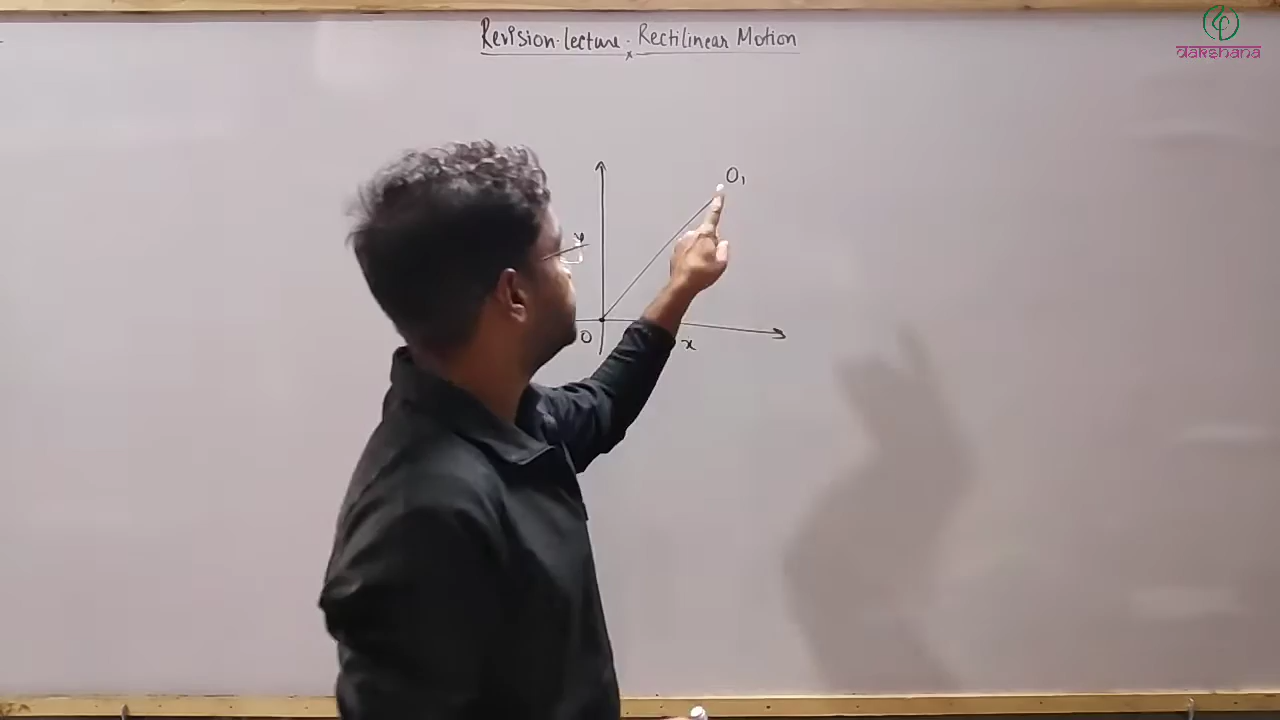 Revision lecture - Rectilinear Motion
dakshana
O₁
y
O
x